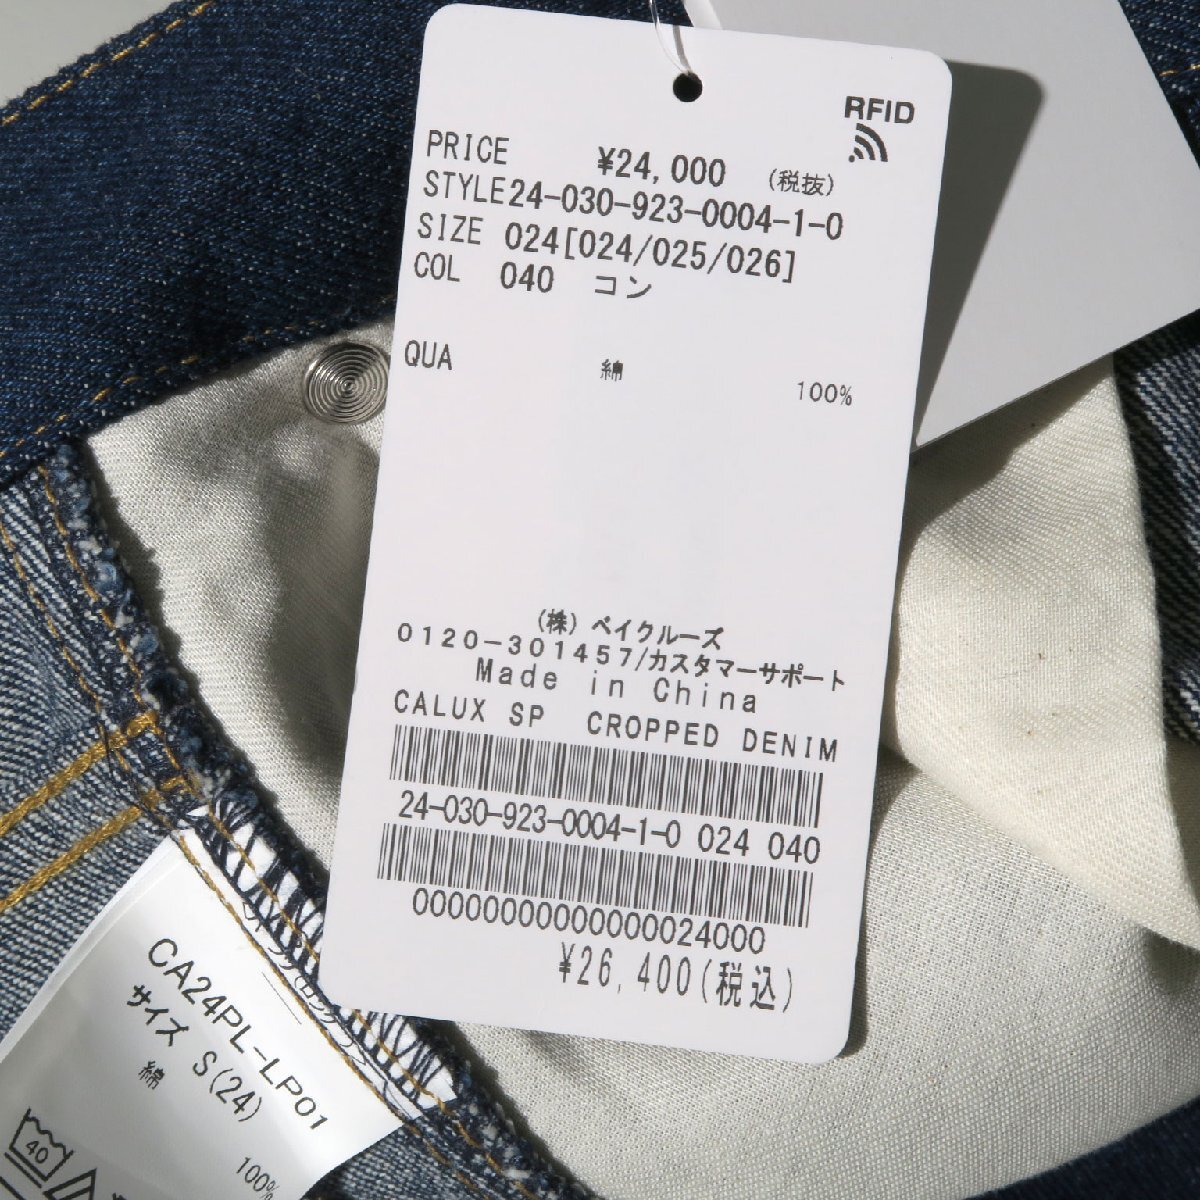 RFID
PRICE ¥24,000 (税抜)
STYLE24-030-923-0004-1-0
SIZE 024[024/025/026]
COL 040 コン
QUA 綿 100%
(株)ベイクルーズ
0120-301457/カスタマーサポート
Made in China
CALUX SP CROPPED DENIM
24-030-923-0004-1-0 024 040
00000000000000024000
¥26,400(税込)
CA24PL-LP01
サイズ S(24)
綿 100%
40